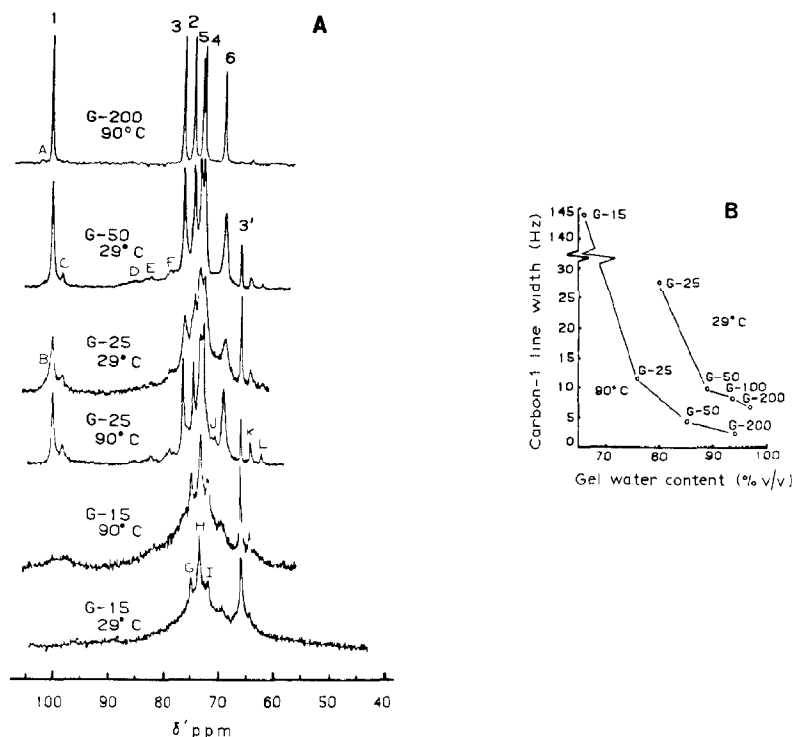 A
1
3 2
5 4
6
G-200
90°C
A
G-50
29°C
3'
C
D E F
G-25
29°C
B
G-25
90°C
J
K
L
G-15
90°C
H
G I
G-15
29°C
100 90 80 70 60 50 40
δ' ppm
B
Carbon-1 line width (Hz)
145
140
30
25
20
15
10
5
0
G-15
G-25
29°C
G-25
90°C
G-50
G-100
G-200
G-50
G-200
70 80 90 100
Gel water content (% v/v)